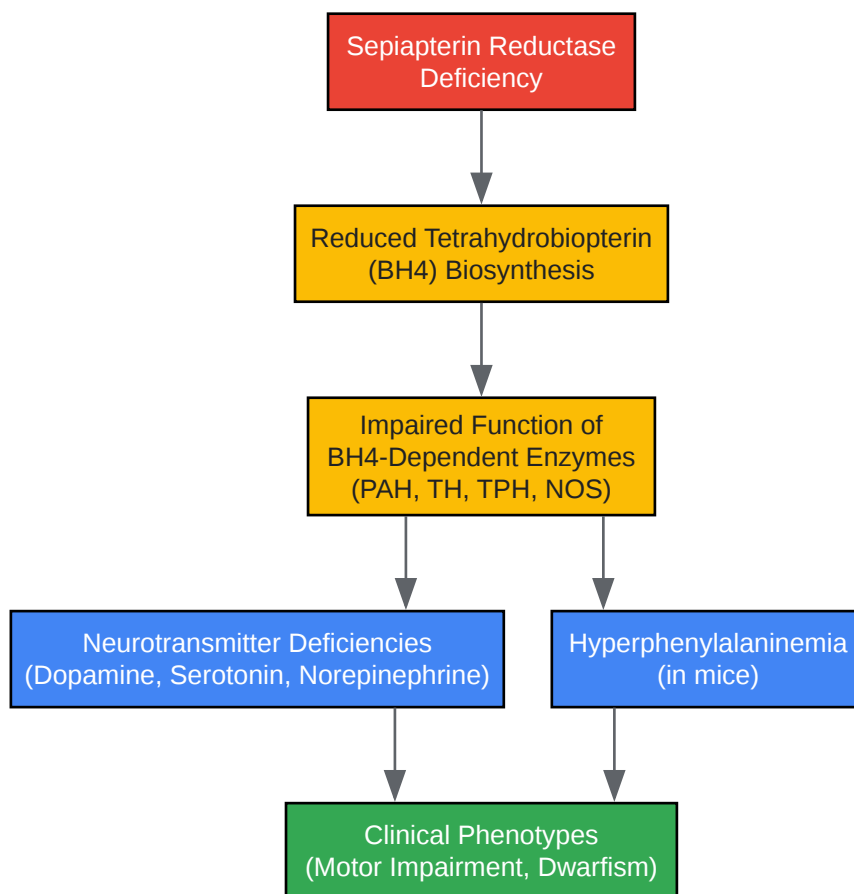 Sepiapterin Reductase
Deficiency
Reduced Tetrahydrobiopterin
(BH4) Biosynthesis
Impaired Function of
BH4-Dependent Enzymes
(PAH, TH, TPH, NOS)
Neurotransmitter Deficiencies
(Dopamine, Serotonin, Norepinephrine)
Hyperphenylalaninemia
(in mice)
Clinical Phenotypes
(Motor Impairment, Dwarfism)